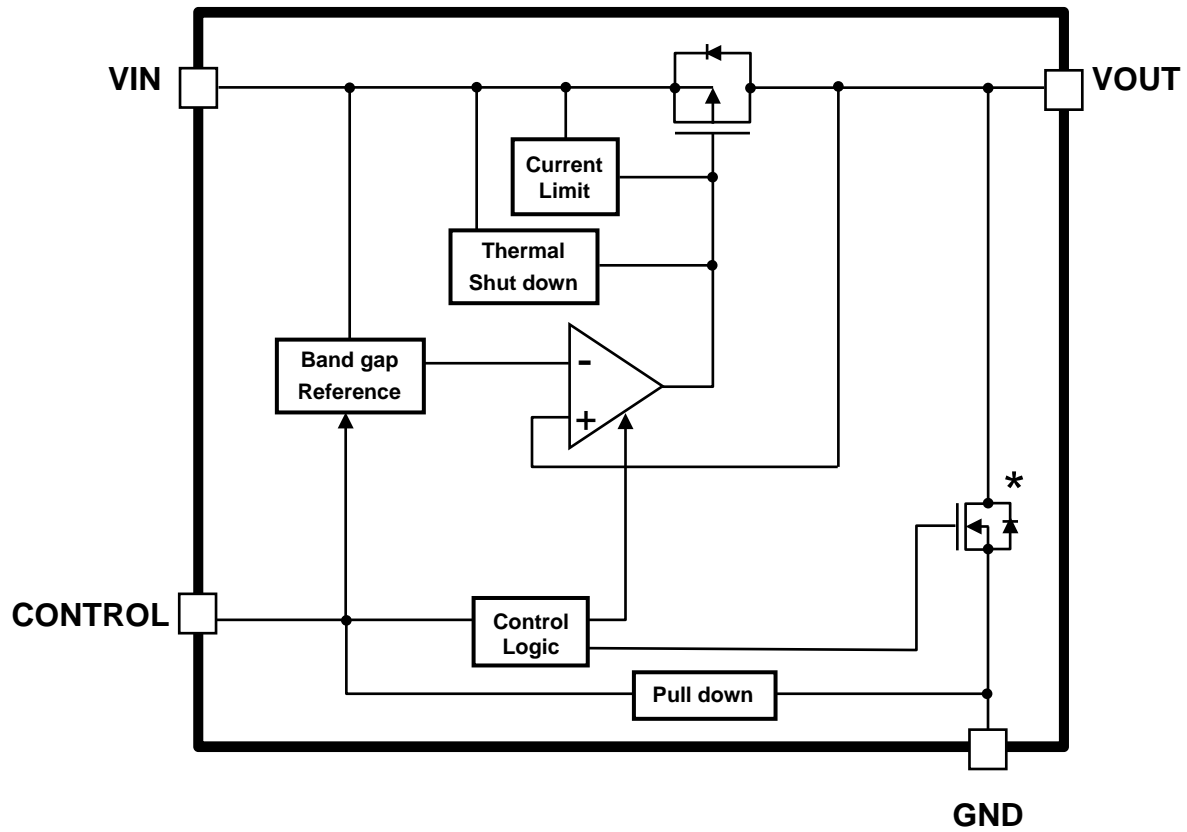 VIN
VOUT
Current
Limit
Thermal
Shut down
Band gap
Reference
-
+
*
CONTROL
Control
Logic
Pull down
GND